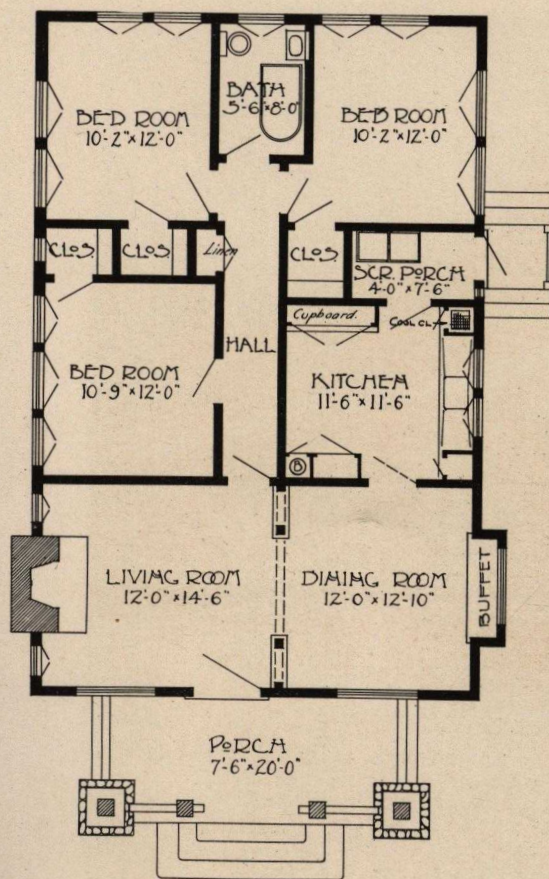 BATH
5'-6"x8'-0"
BED ROOM
10'-2"x12'-0"
BED ROOM
10'-2"x12'-0"
CLOS.
CLOS.
Linen
CLOS.
SCR. PORCH
4'-0"x7'-6"
Cupboard.
COOL CL.
HALL
BED ROOM
10'-9"x12'-0"
KITCHEN
11'-6"x11'-6"
B
LIVING ROOM
12'-0"x14'-6"
DINING ROOM
12'-0"x12'-10"
BUFFET
PORCH
7'-6"x20'-0"